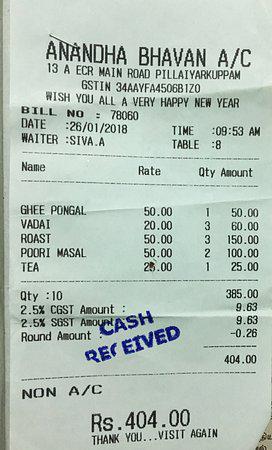 ANANDHA BHAVAN A/C
13 A ECR MAIN ROAD PILLAIYARKUPPAM
GSTIN 34AAYFA4506B1ZO
WISH YOU ALL A VERY HAPPY NEW YEAR
BILL NO : 78060
DATE :26/01/2018 TIME :09:53 AM
WAITER :SIVA.A TABLE :8
Name Rate Qty Amount
GHEE PONGAL 50.00 1 50.00
VADAI 20.00 3 60.00
ROAST 50.00 3 150.00
POORI MASAL 50.00 2 100.00
TEA 25.00 1 25.00
Qty :10 385.00
2.5% CGST Amount : 9.63
2.5% SGST Amount : 9.63
Round Amount : -0.26
CASH
RECEIVED
404.00
NON A/C
Rs.404.00
THANK YOU...VISIT AGAIN